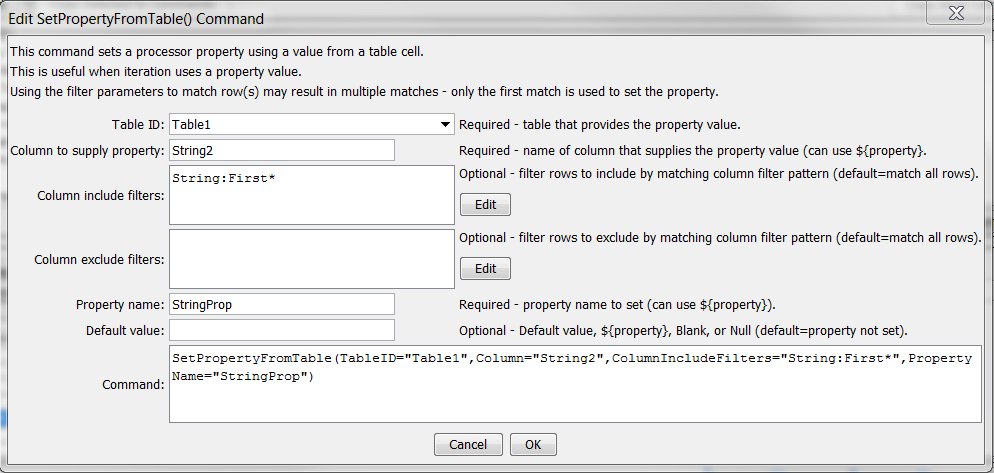 Edit SetPropertyFromTable() Command
This command sets a processor property using a value from a table cell.
This is useful when iteration uses a property value.
Using the filter parameters to match row(s) may result in multiple matches - only the first match is used to set the property.
Table ID: Table1 Required - table that provides the property value.
Column to supply property: String2 Required - name of column that supplies the property value (can use ${property}.
Column include filters: String:First* Optional - filter rows to include by matching column filter pattern (default=match all rows).
Edit
Column exclude filters: Optional - filter rows to exclude by matching column filter pattern (default=match all rows).
Edit
Property name: StringProp Required - property name to set (can use ${property}).
Default value: Optional - Default value, ${property}, Blank, or Null (default=property not set).
Command: SetPropertyFromTable(TableID="Table1",Column="String2",ColumnIncludeFilters="String:First*",Property
Name="StringProp")
Cancel OK